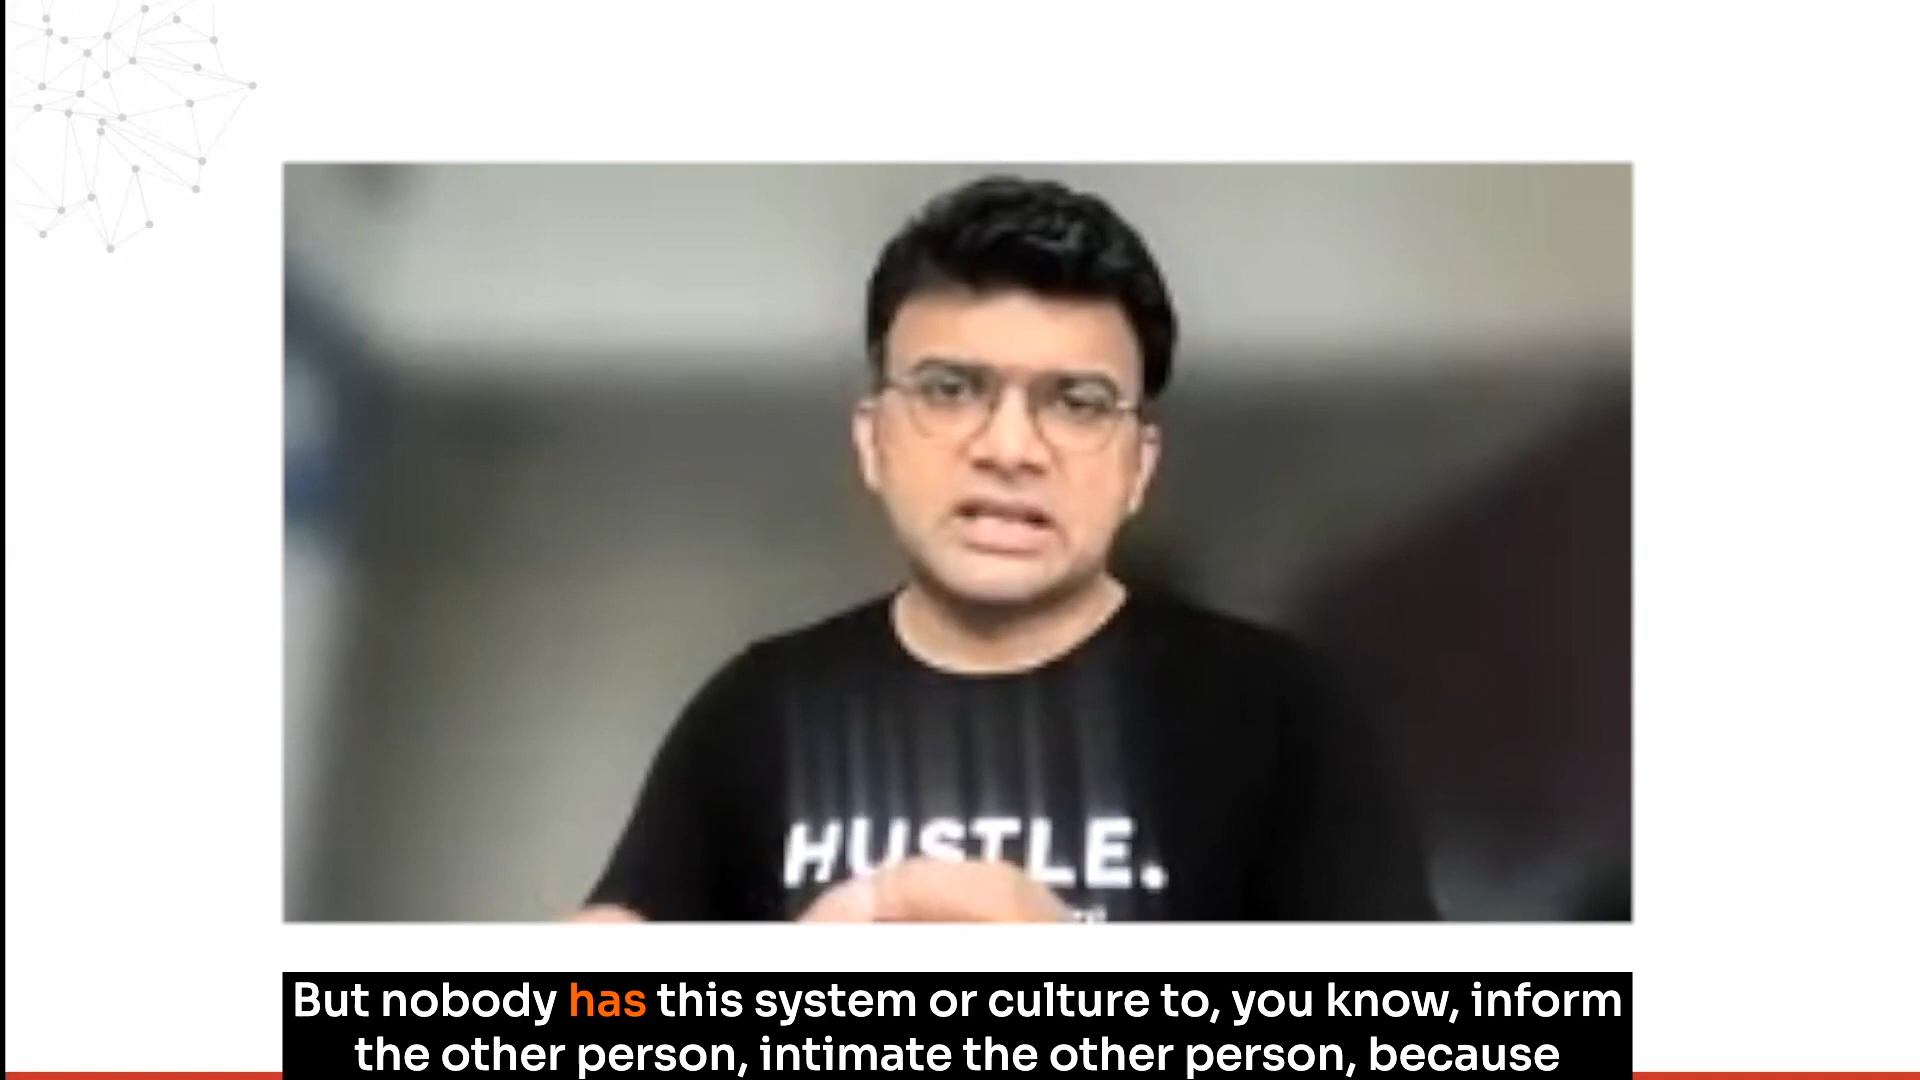 HUSTLE.
But nobody has this system or culture to, you know, inform
the other person, intimate the other person, because